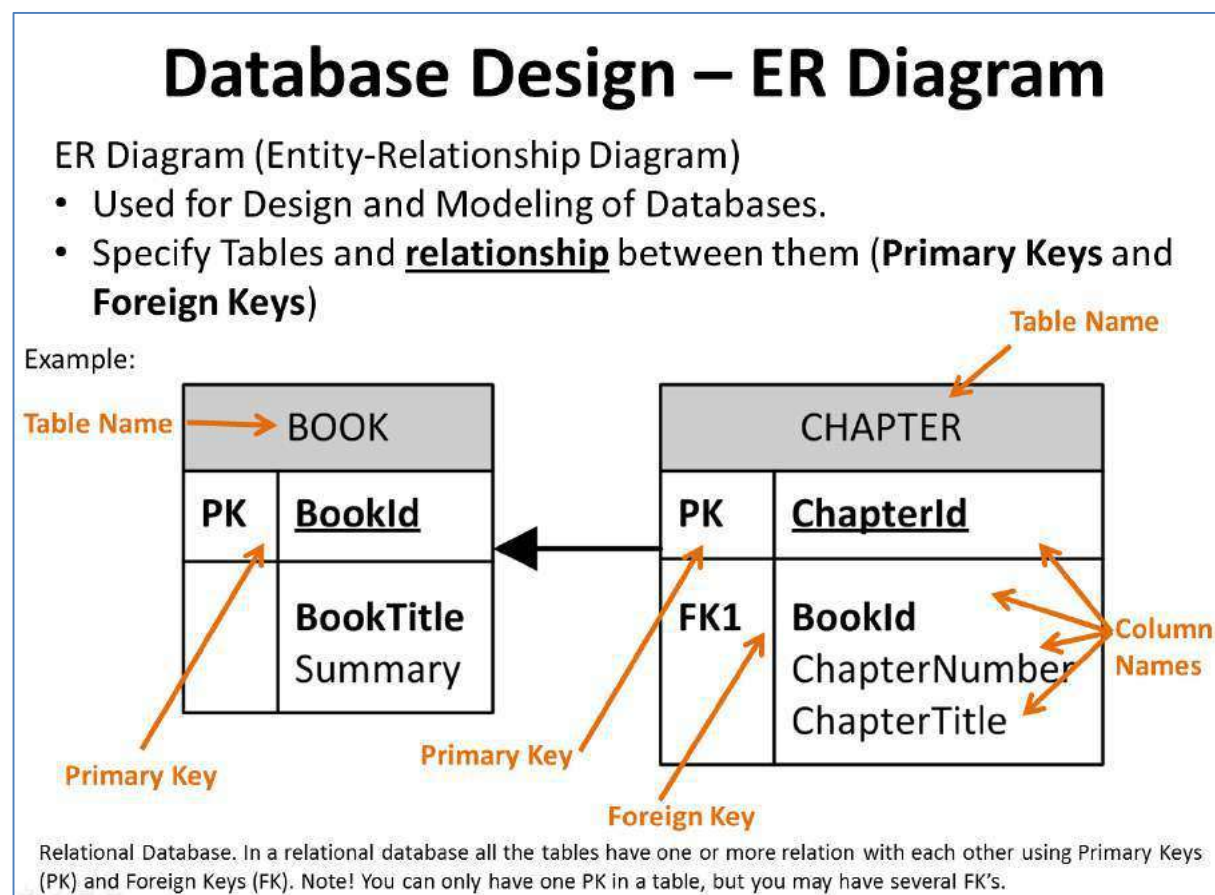 Database Design – ER Diagram
ER Diagram (Entity-Relationship Diagram)
• Used for Design and Modeling of Databases.
• Specify Tables and relationship between them (Primary Keys and
Foreign Keys)
Table Name
Example:
Table Name
BOOK
CHAPTER
PK BookId
PK ChapterId
BookTitle
Summary
FK1 BookId
ChapterNumber
ChapterTitle
Column
Names
Primary Key
Primary Key
Foreign Key
Relational Database. In a relational database all the tables have one or more relation with each other using Primary Keys
(PK) and Foreign Keys (FK). Note! You can only have one PK in a table, but you may have several FK's.